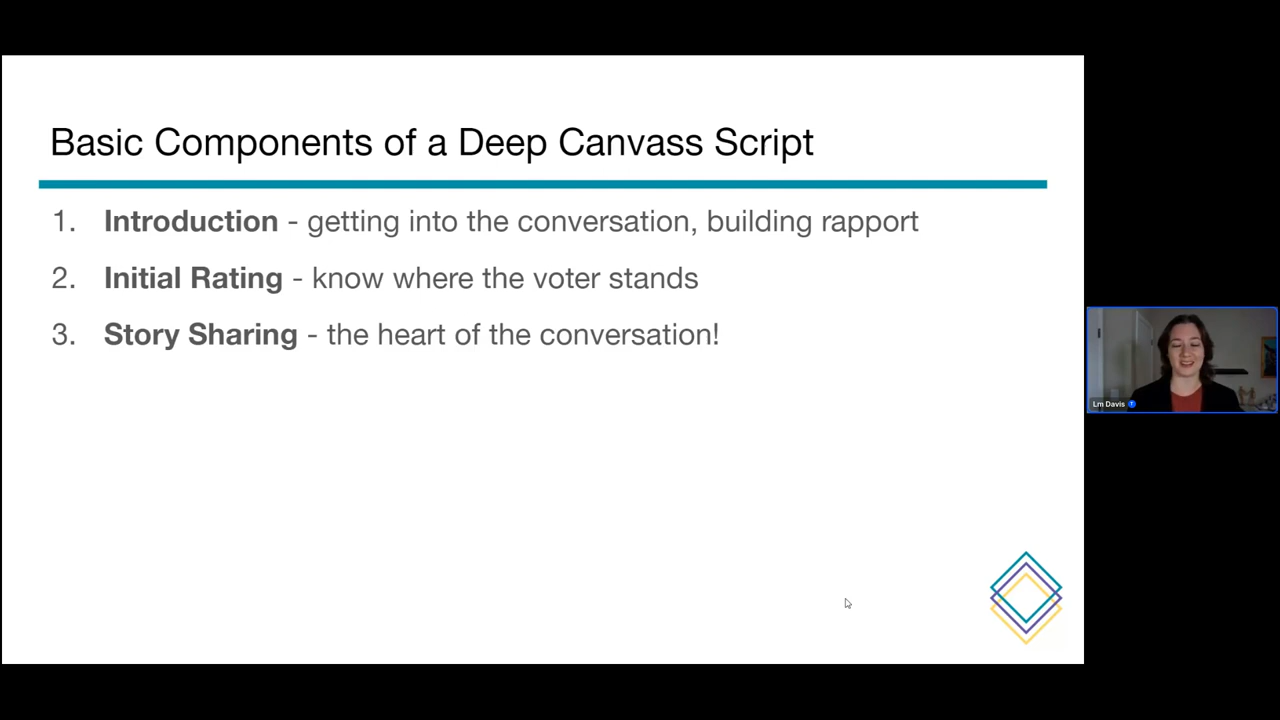 Basic Components of a Deep Canvass Script
1. Introduction - getting into the conversation, building rapport
2. Initial Rating - know where the voter stands
3. Story Sharing - the heart of the conversation!
Lm Davis